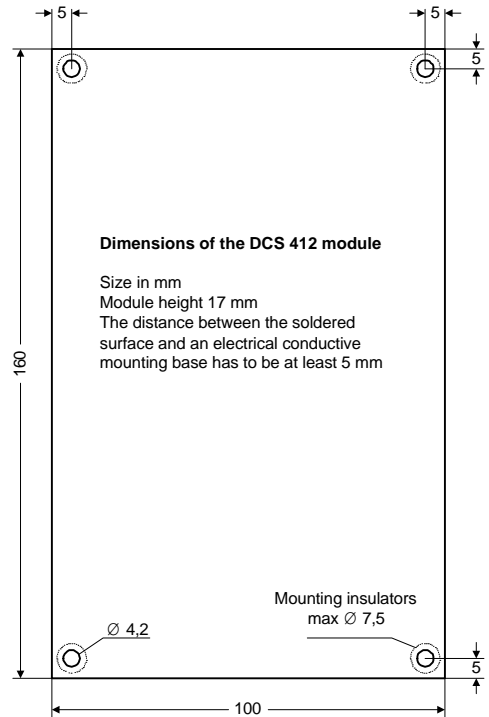 5
5
5
Dimensions of the DCS 412 module
Size in mm
Module height 17 mm
The distance between the soldered
surface and an electrical conductive
mounting base has to be at least 5 mm
160
Mounting insulators
max ∅ 7,5
∅ 4,2
5
100